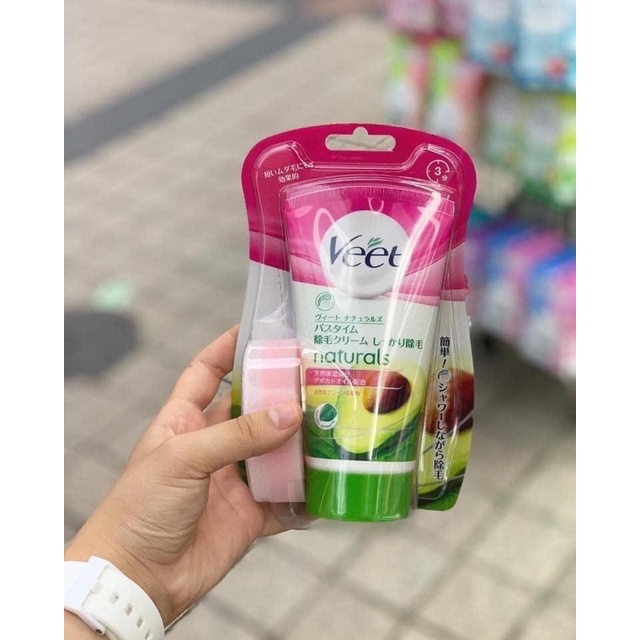 短いムダ毛にも
効果的
3分
Veet
ヴィート ナチュラルズ
バスタイム
除毛クリーム しっかり除毛
naturals
天然保湿成分
アボカドオイル配合
簡単!
シャワーしながら除毛